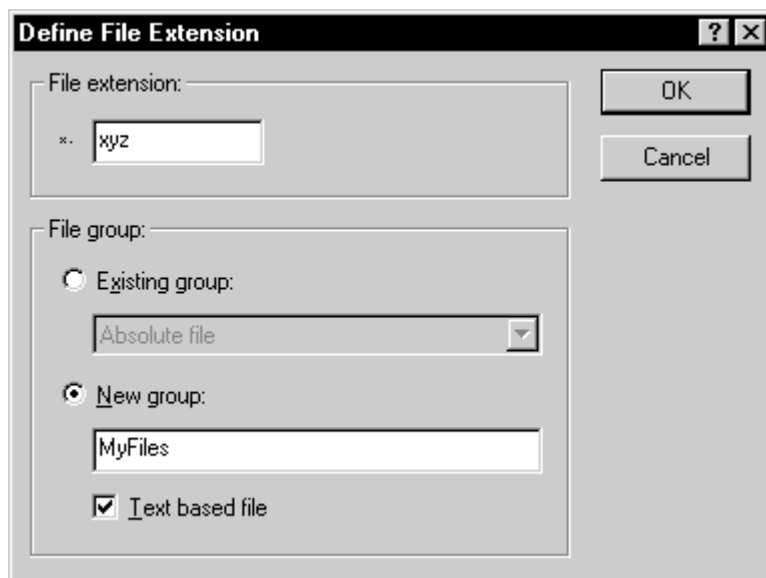 Define File Extension
File extension:
*. xyz
OK
Cancel
File group:
Existing group:
Absolute file
New group:
MyFiles
Text based file